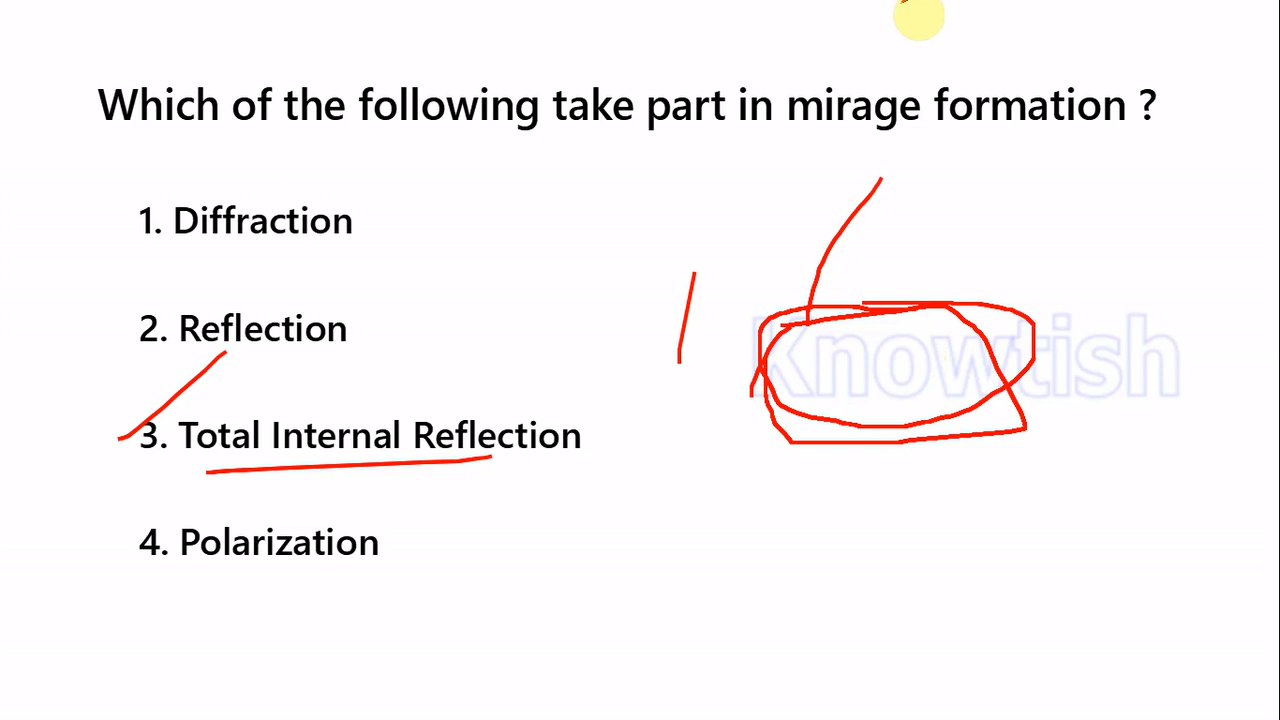 Which of the following take part in mirage formation ?
1. Diffraction
2. Reflection
Knowtish
3. Total Internal Reflection
4. Polarization